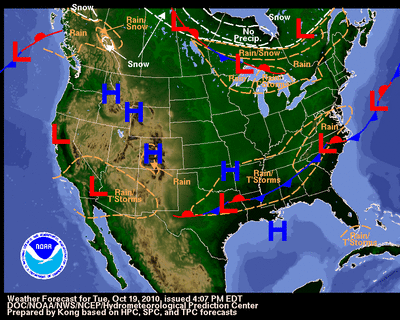 Snow
Snow
Rain
Rain/
Snow
L
L
L
No
Precip.
Snow
Rain/Snow
L
Rain/
T'Storms
L
H
H
Rain
L
L
H
H
L
Rain/
T'Storms
Rain
Rain/
T'Storms
L
H
Rain/
T'Storms
NOAA
Weather Forecast for Tue, Oct 19, 2010, issued 4:07 PM EDT
DOC/NOAA/NWS/NCEP/Hydrometeorological Prediction Center
Prepared by Kong based on HPC, SPC, and TPC forecasts